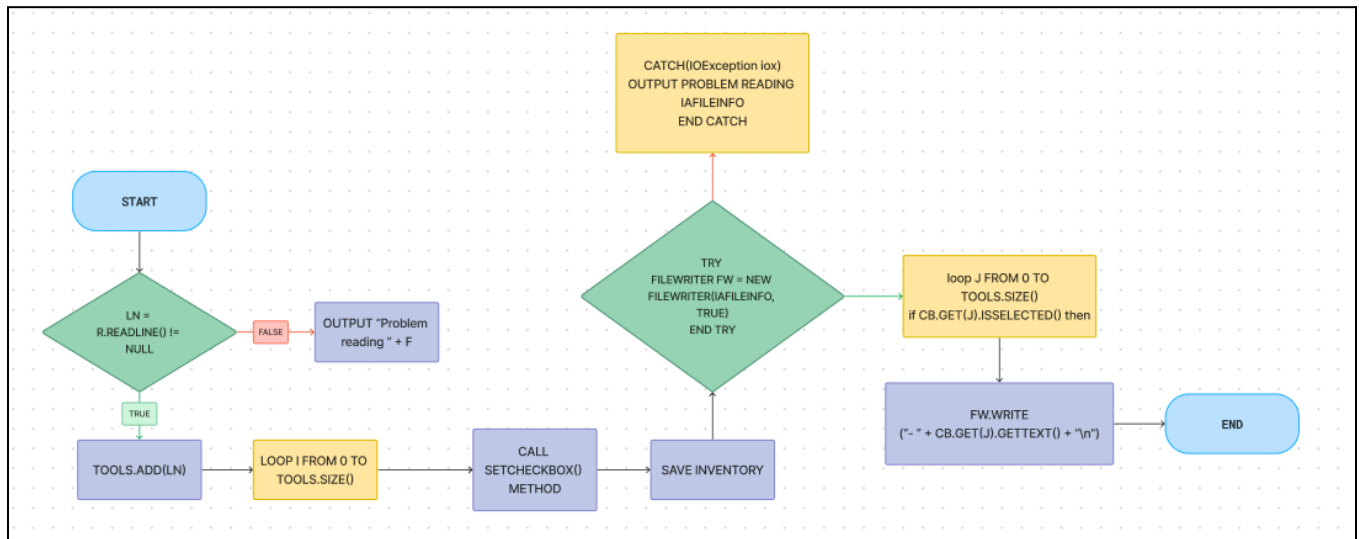 START
LN =
R.READLINE() !=
NULL
FALSE
OUTPUT “Problem
reading ” + F
TRUE
TOOLS.ADD(LN)
LOOP I FROM 0 TO
TOOLS.SIZE()
CALL
SETCHECKBOX()
METHOD
SAVE INVENTORY
TRY
FILEWRITER FW = NEW
FILEWRITER(IAFILEINFO,
TRUE)
END TRY
CATCH(IOException iox)
OUTPUT PROBLEM READING
IAFILEINFO
END CATCH
loop J FROM 0 TO
TOOLS.SIZE()
if CB.GET(J).ISSELECTED() then
FW.WRITE
(“- ” + CB.GET(J).GETTEXT() + “\n”)
END